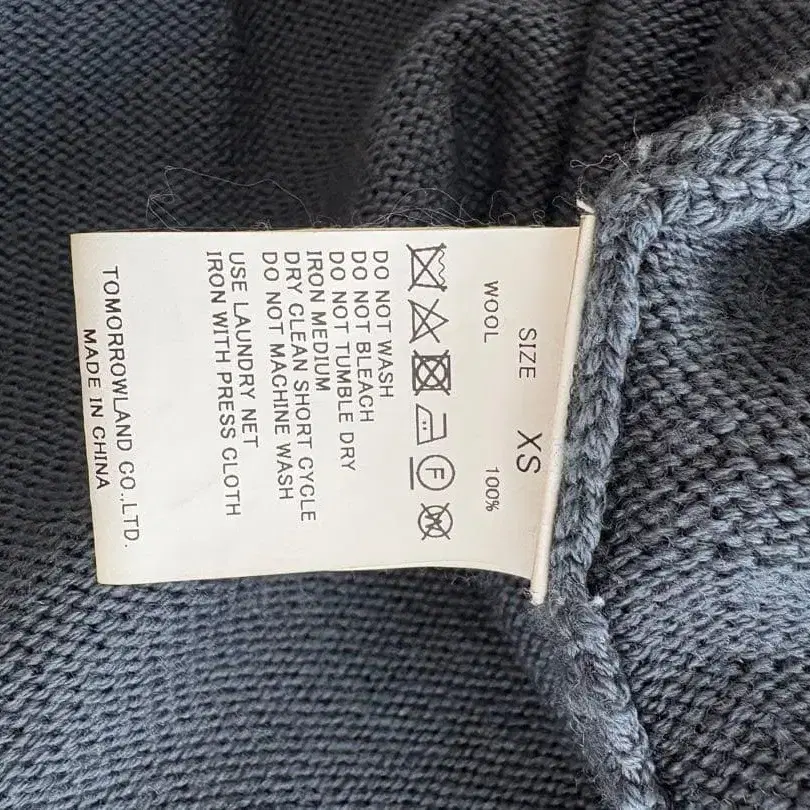 SIZE XS
WOOL 100%
F W
DO NOT WASH
DO NOT BLEACH
DO NOT TUMBLE DRY
IRON MEDIUM
DRY CLEAN SHORT CYCLE
DO NOT MACHINE WASH
USE LAUNDRY NET
IRON WITH PRESS CLOTH
TOMORROWLAND CO.,LTD.
MADE IN CHINA